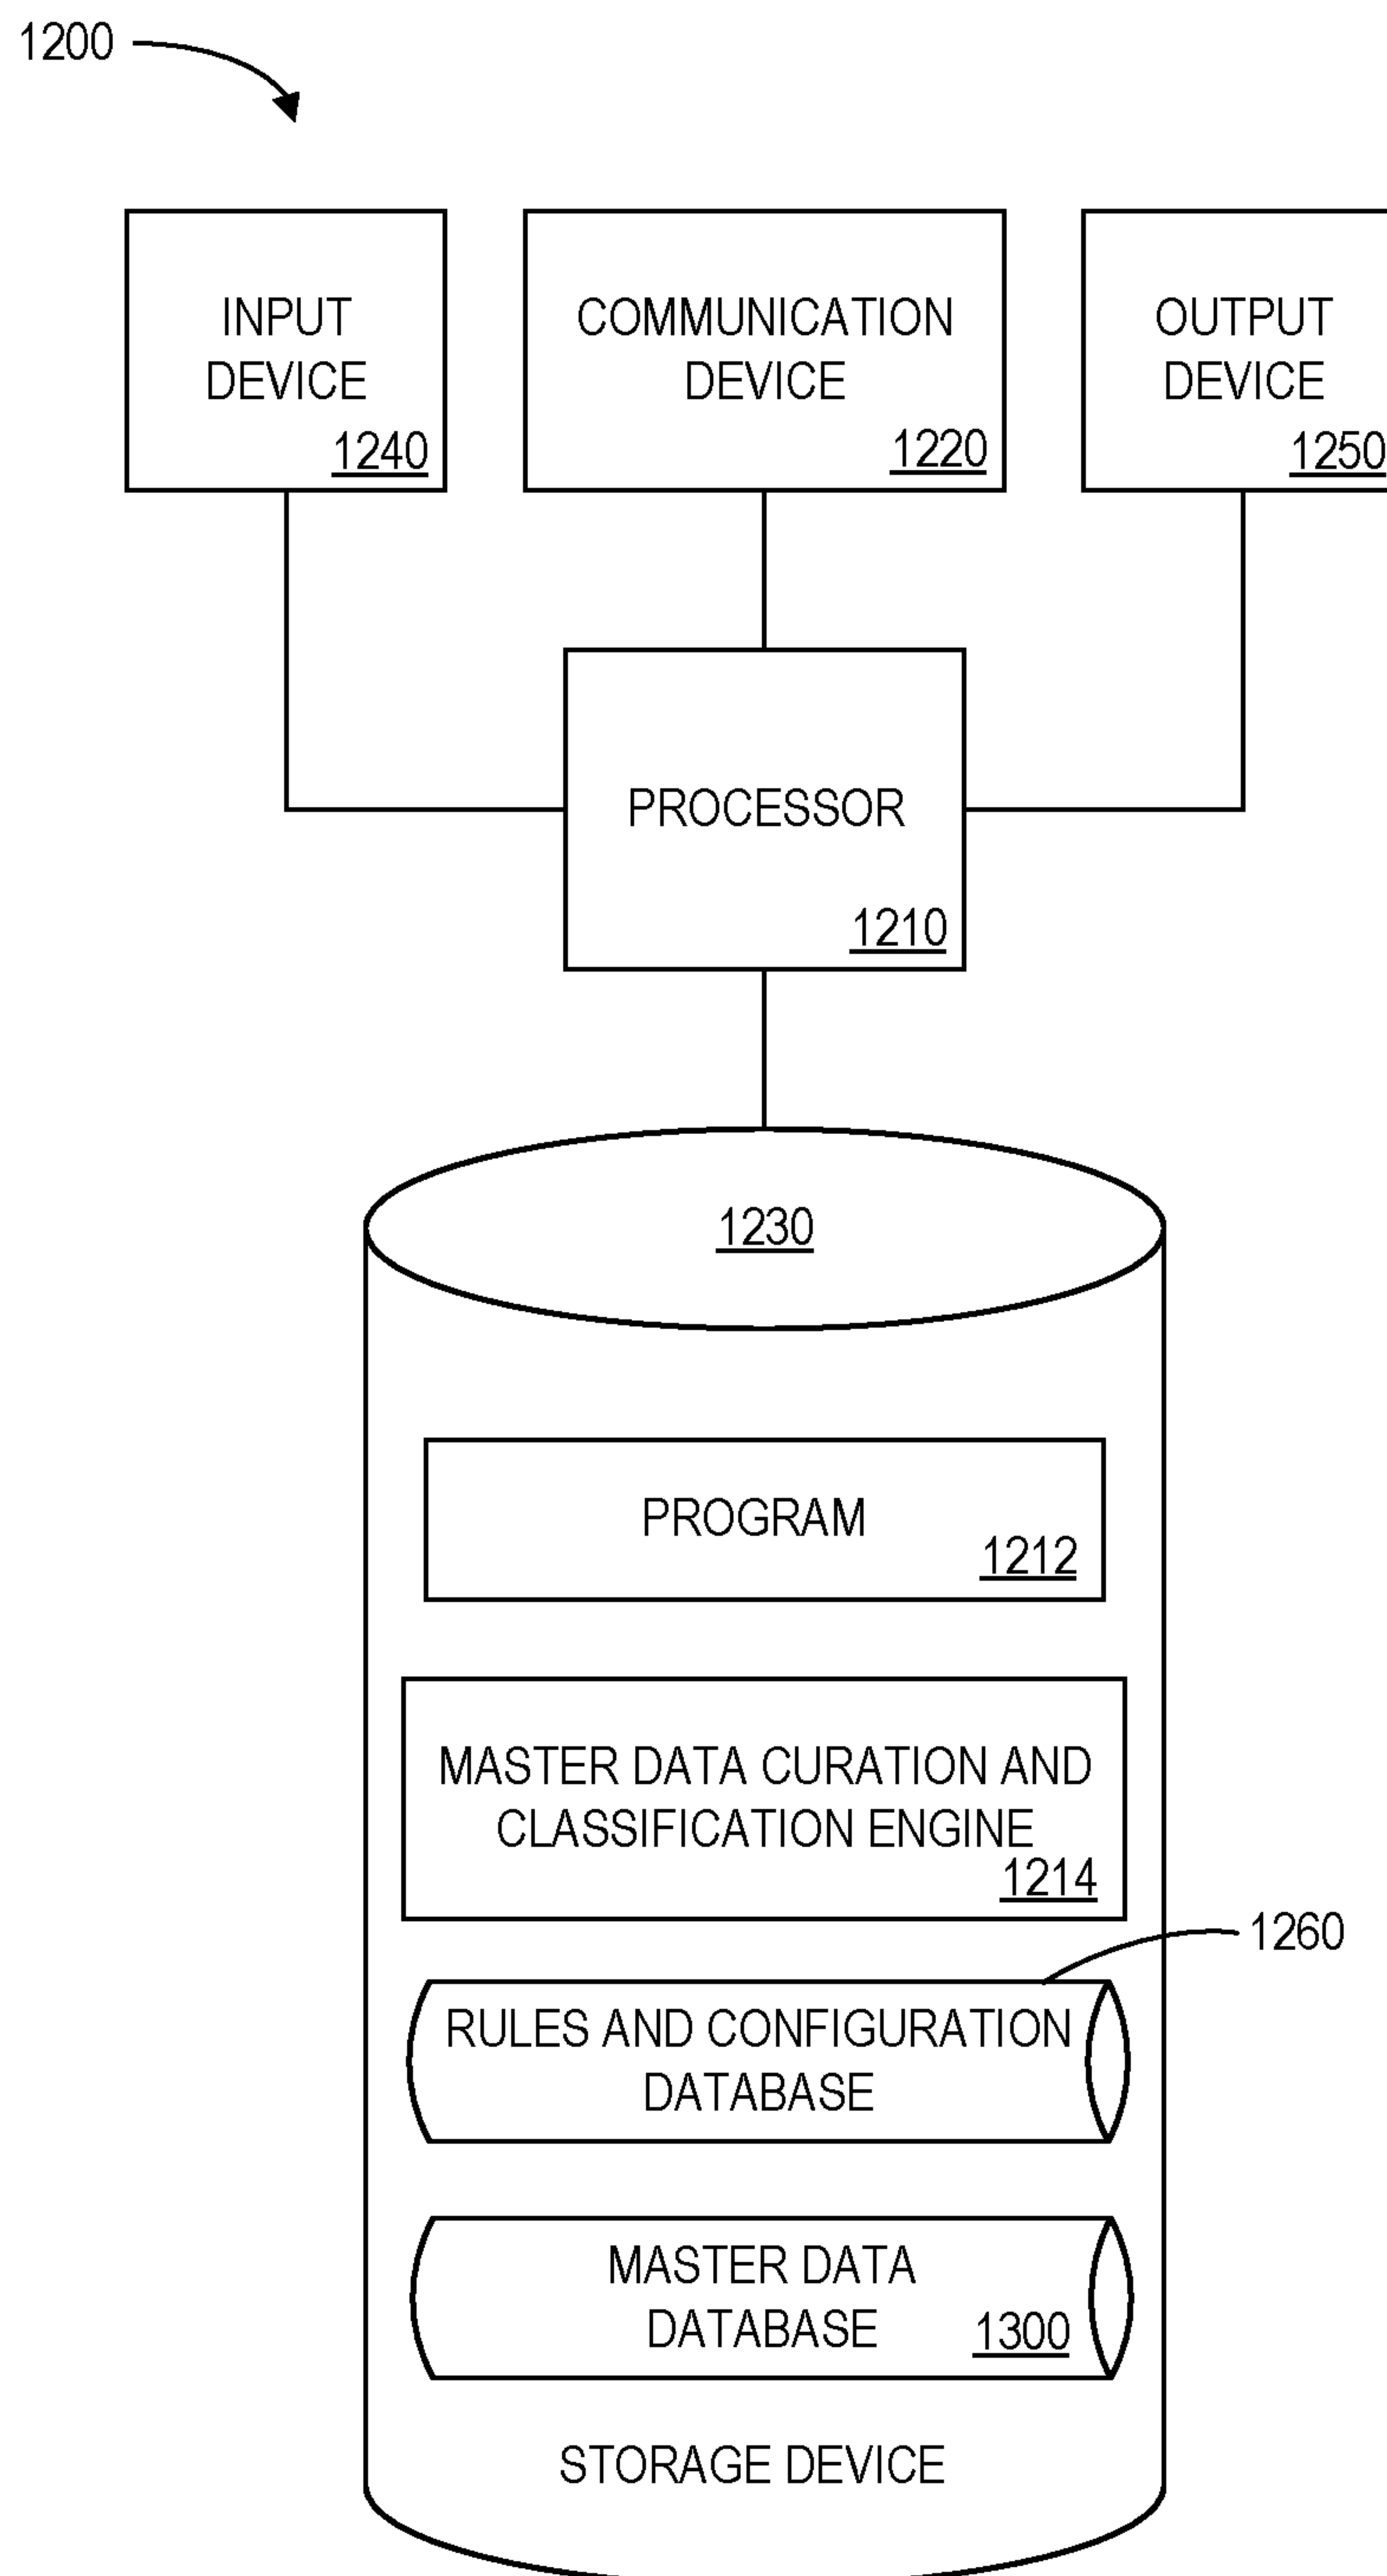 1200
INPUT
DEVICE
1240
COMMUNICATION
DEVICE
1220
OUTPUT
DEVICE
1250
PROCESSOR
1210
1230
PROGRAM
1212
MASTER DATA CURATION AND
CLASSIFICATION ENGINE
1214
1260
RULES AND CONFIGURATION
DATABASE
MASTER DATA
DATABASE
1300
STORAGE DEVICE